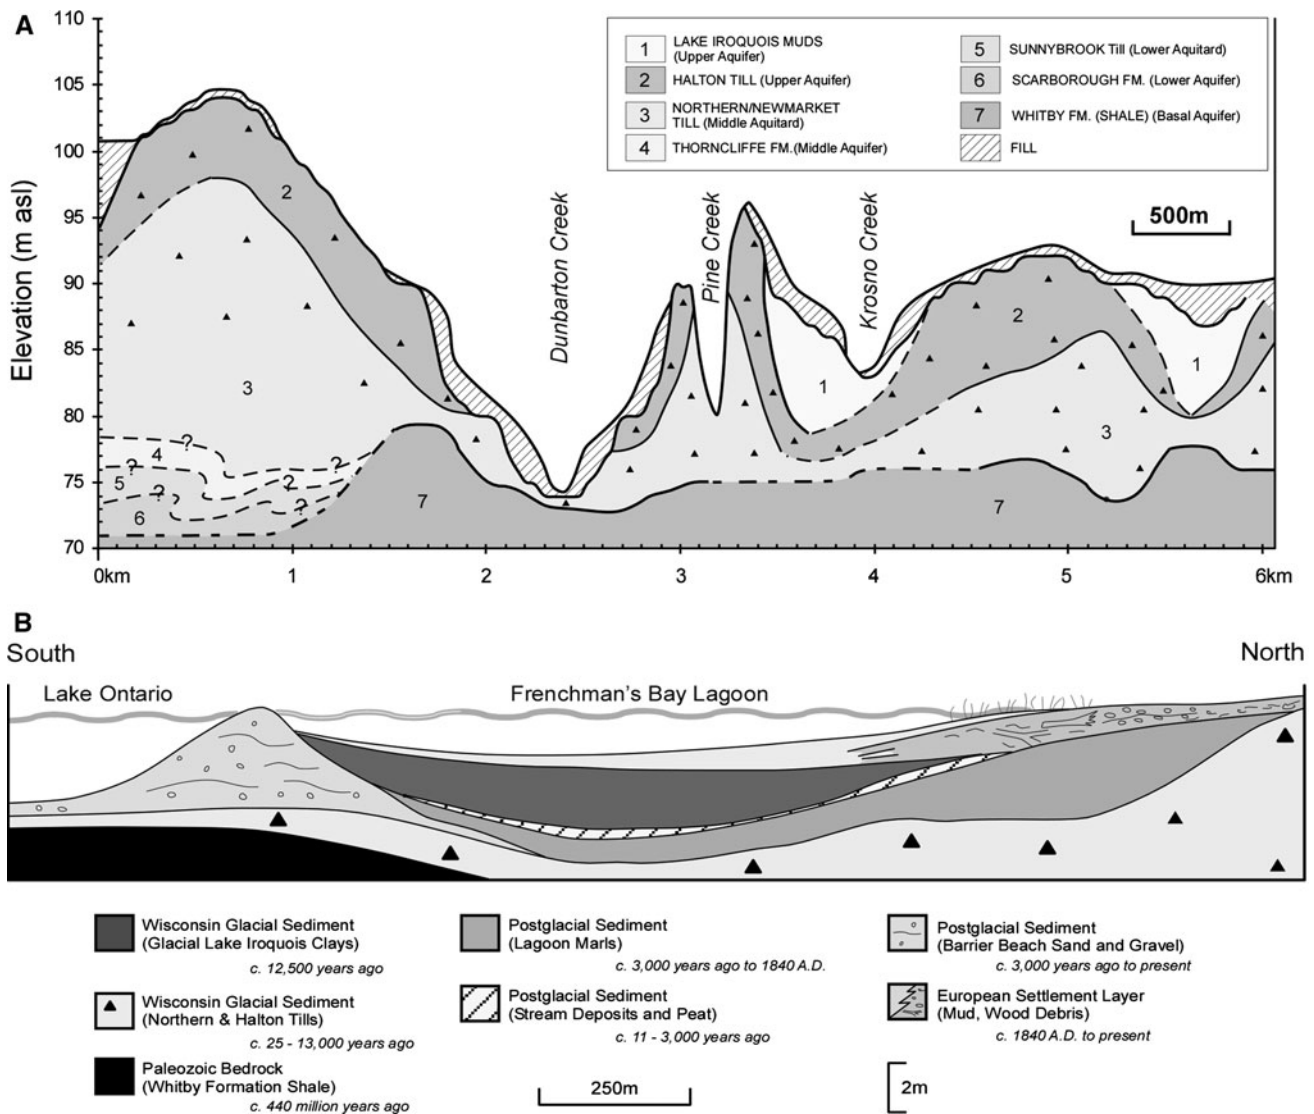 A
110
105
100
95
90
85
80
75
70
Elevation (m asl)
1 LAKE IROQUOIS MUDS
(Upper Aquifer)
2 HALTON TILL (Upper Aquifer)
3 NORTHERN/NEWMARKET
TILL (Middle Aquitard)
4 THORNCLIFFE FM.(Middle Aquifer)
5 SUNNYBROOK Till (Lower Aquitard)
6 SCARBOROUGH FM. (Lower Aquifer)
7 WHITBY FM. (SHALE) (Basal Aquifer)
FILL
500m
Dunbarton Creek
Pine Creek
Krosno Creek
2
3
4
5
6
7
1
2
1
3
7
?
?
?
?
?
?
0km 1 2 3 4 5 6km
B
South North
Lake Ontario Frenchman's Bay Lagoon
Wisconsin Glacial Sediment
(Glacial Lake Iroquois Clays)
c. 12,500 years ago
Wisconsin Glacial Sediment
(Northern & Halton Tills)
c. 25 - 13,000 years ago
Paleozoic Bedrock
(Whitby Formation Shale)
c. 440 million years ago
Postglacial Sediment
(Lagoon Marls)
c. 3,000 years ago to 1840 A.D.
Postglacial Sediment
(Stream Deposits and Peat)
c. 11 - 3,000 years ago
250m
Postglacial Sediment
(Barrier Beach Sand and Gravel)
c. 3,000 years ago to present
European Settlement Layer
(Mud, Wood Debris)
c. 1840 A.D. to present
2m